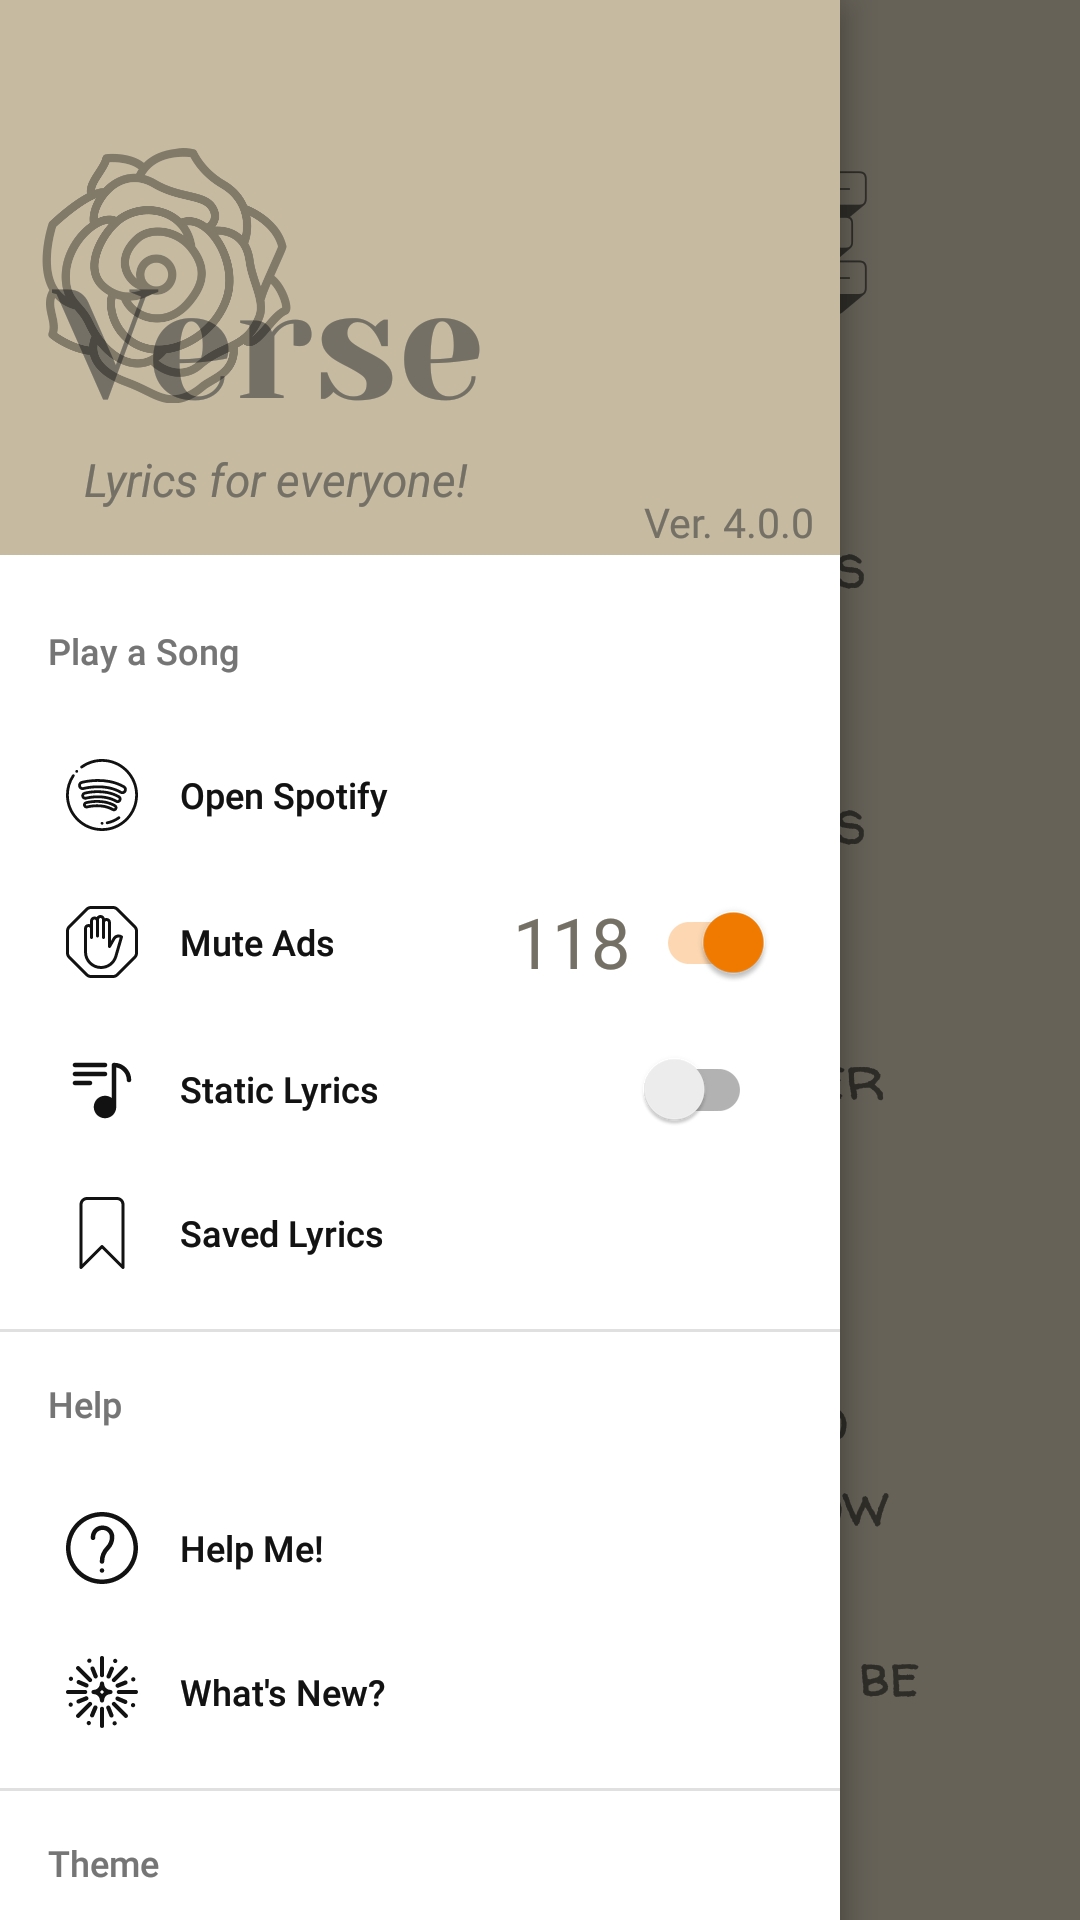 Verse
Lyrics for everyone!
Ver. 4.0.0
Play a Song
Open Spotify
Mute Ads 118
Static Lyrics
Saved Lyrics
Help
Help Me!
What's New?
BE
Theme